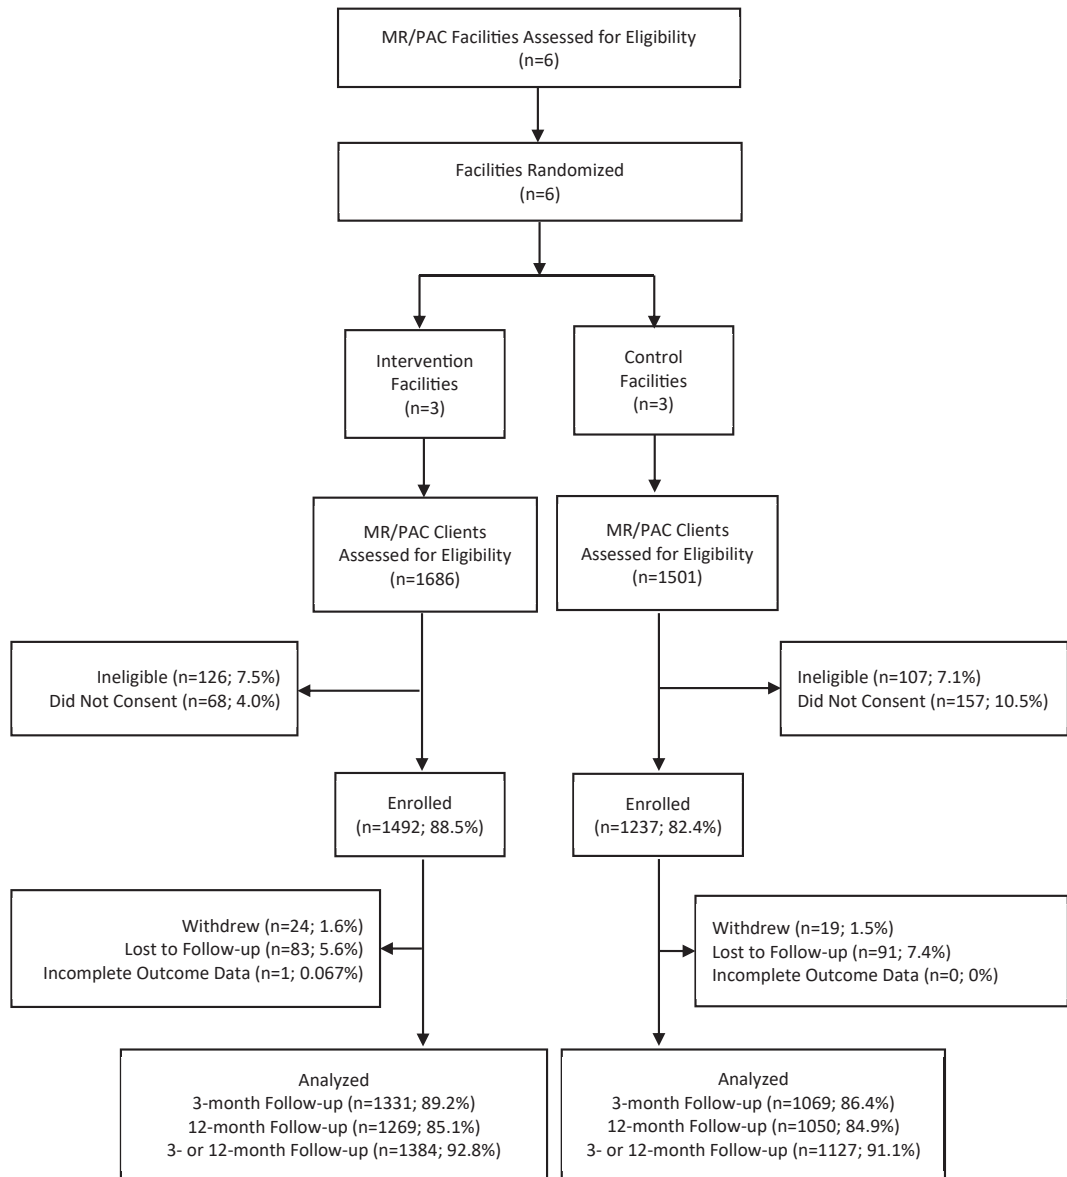 MR/PAC Facilities Assessed for Eligibility
(n=6)
Facilities Randomized
(n=6)
Intervention
Facilities
(n=3)
Control
Facilities
(n=3)
MR/PAC Clients
Assessed for Eligibility
(n=1686)
MR/PAC Clients
Assessed for Eligibility
(n=1501)
Ineligible (n=126; 7.5%)
Did Not Consent (n=68; 4.0%)
Ineligible (n=107; 7.1%)
Did Not Consent (n=157; 10.5%)
Enrolled
(n=1492; 88.5%)
Enrolled
(n=1237; 82.4%)
Withdrew (n=24; 1.6%)
Lost to Follow-up (n=83; 5.6%)
Incomplete Outcome Data (n=1; 0.067%)
Withdrew (n=19; 1.5%)
Lost to Follow-up (n=91; 7.4%)
Incomplete Outcome Data (n=0; 0%)
Analyzed
3-month Follow-up (n=1331; 89.2%)
12-month Follow-up (n=1269; 85.1%)
3- or 12-month Follow-up (n=1384; 92.8%)
Analyzed
3-month Follow-up (n=1069; 86.4%)
12-month Follow-up (n=1050; 84.9%)
3- or 12-month Follow-up (n=1127; 91.1%)